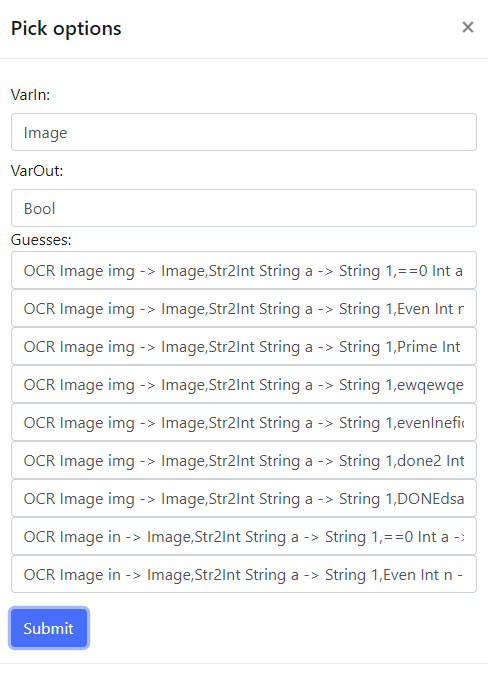 Pick options ×
VarIn:
Image
VarOut:
Bool
Guesses:
OCR Image img -> Image,Str2Int String a -> String 1,==0 Int a
OCR Image img -> Image,Str2Int String a -> String 1,Even Int n
OCR Image img -> Image,Str2Int String a -> String 1,Prime Int
OCR Image img -> Image,Str2Int String a -> String 1,ewqewqe
OCR Image img -> Image,Str2Int String a -> String 1,evenInefic
OCR Image img -> Image,Str2Int String a -> String 1,done2 Int
OCR Image img -> Image,Str2Int String a -> String 1,DONEdsa
OCR Image in -> Image,Str2Int String a -> String 1,==0 Int a -
OCR Image in -> Image,Str2Int String a -> String 1,Even Int n -
Submit